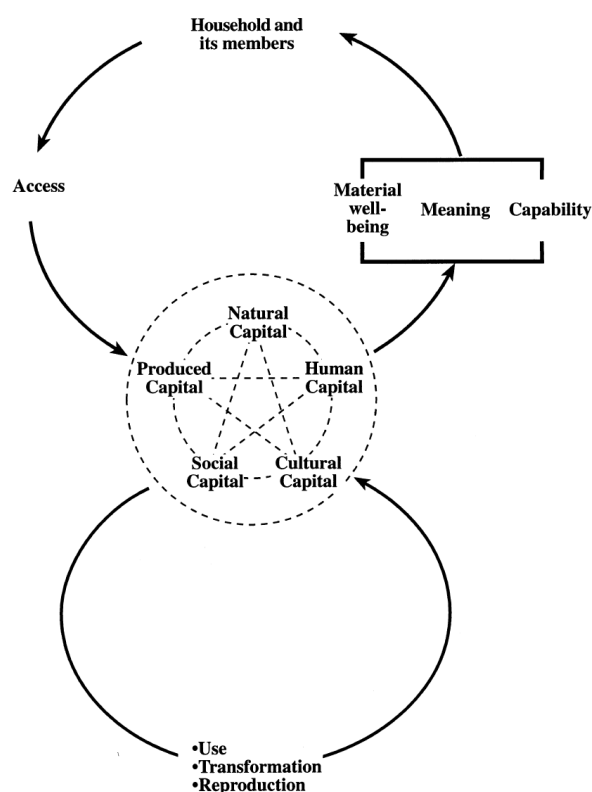 Household and
its members
Access
Material
well-
being
Meaning
Capability
Natural
Capital
Produced
Capital
Human
Capital
Social
Capital
Cultural
Capital
•Use
•Transformation
•Reproduction